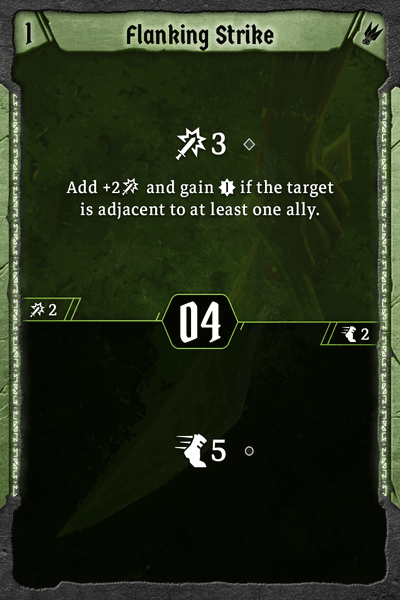 1
Flanking Strike
3
Add +2 and gain 1 if the target
is adjacent to at least one ally.
2
04
2
5